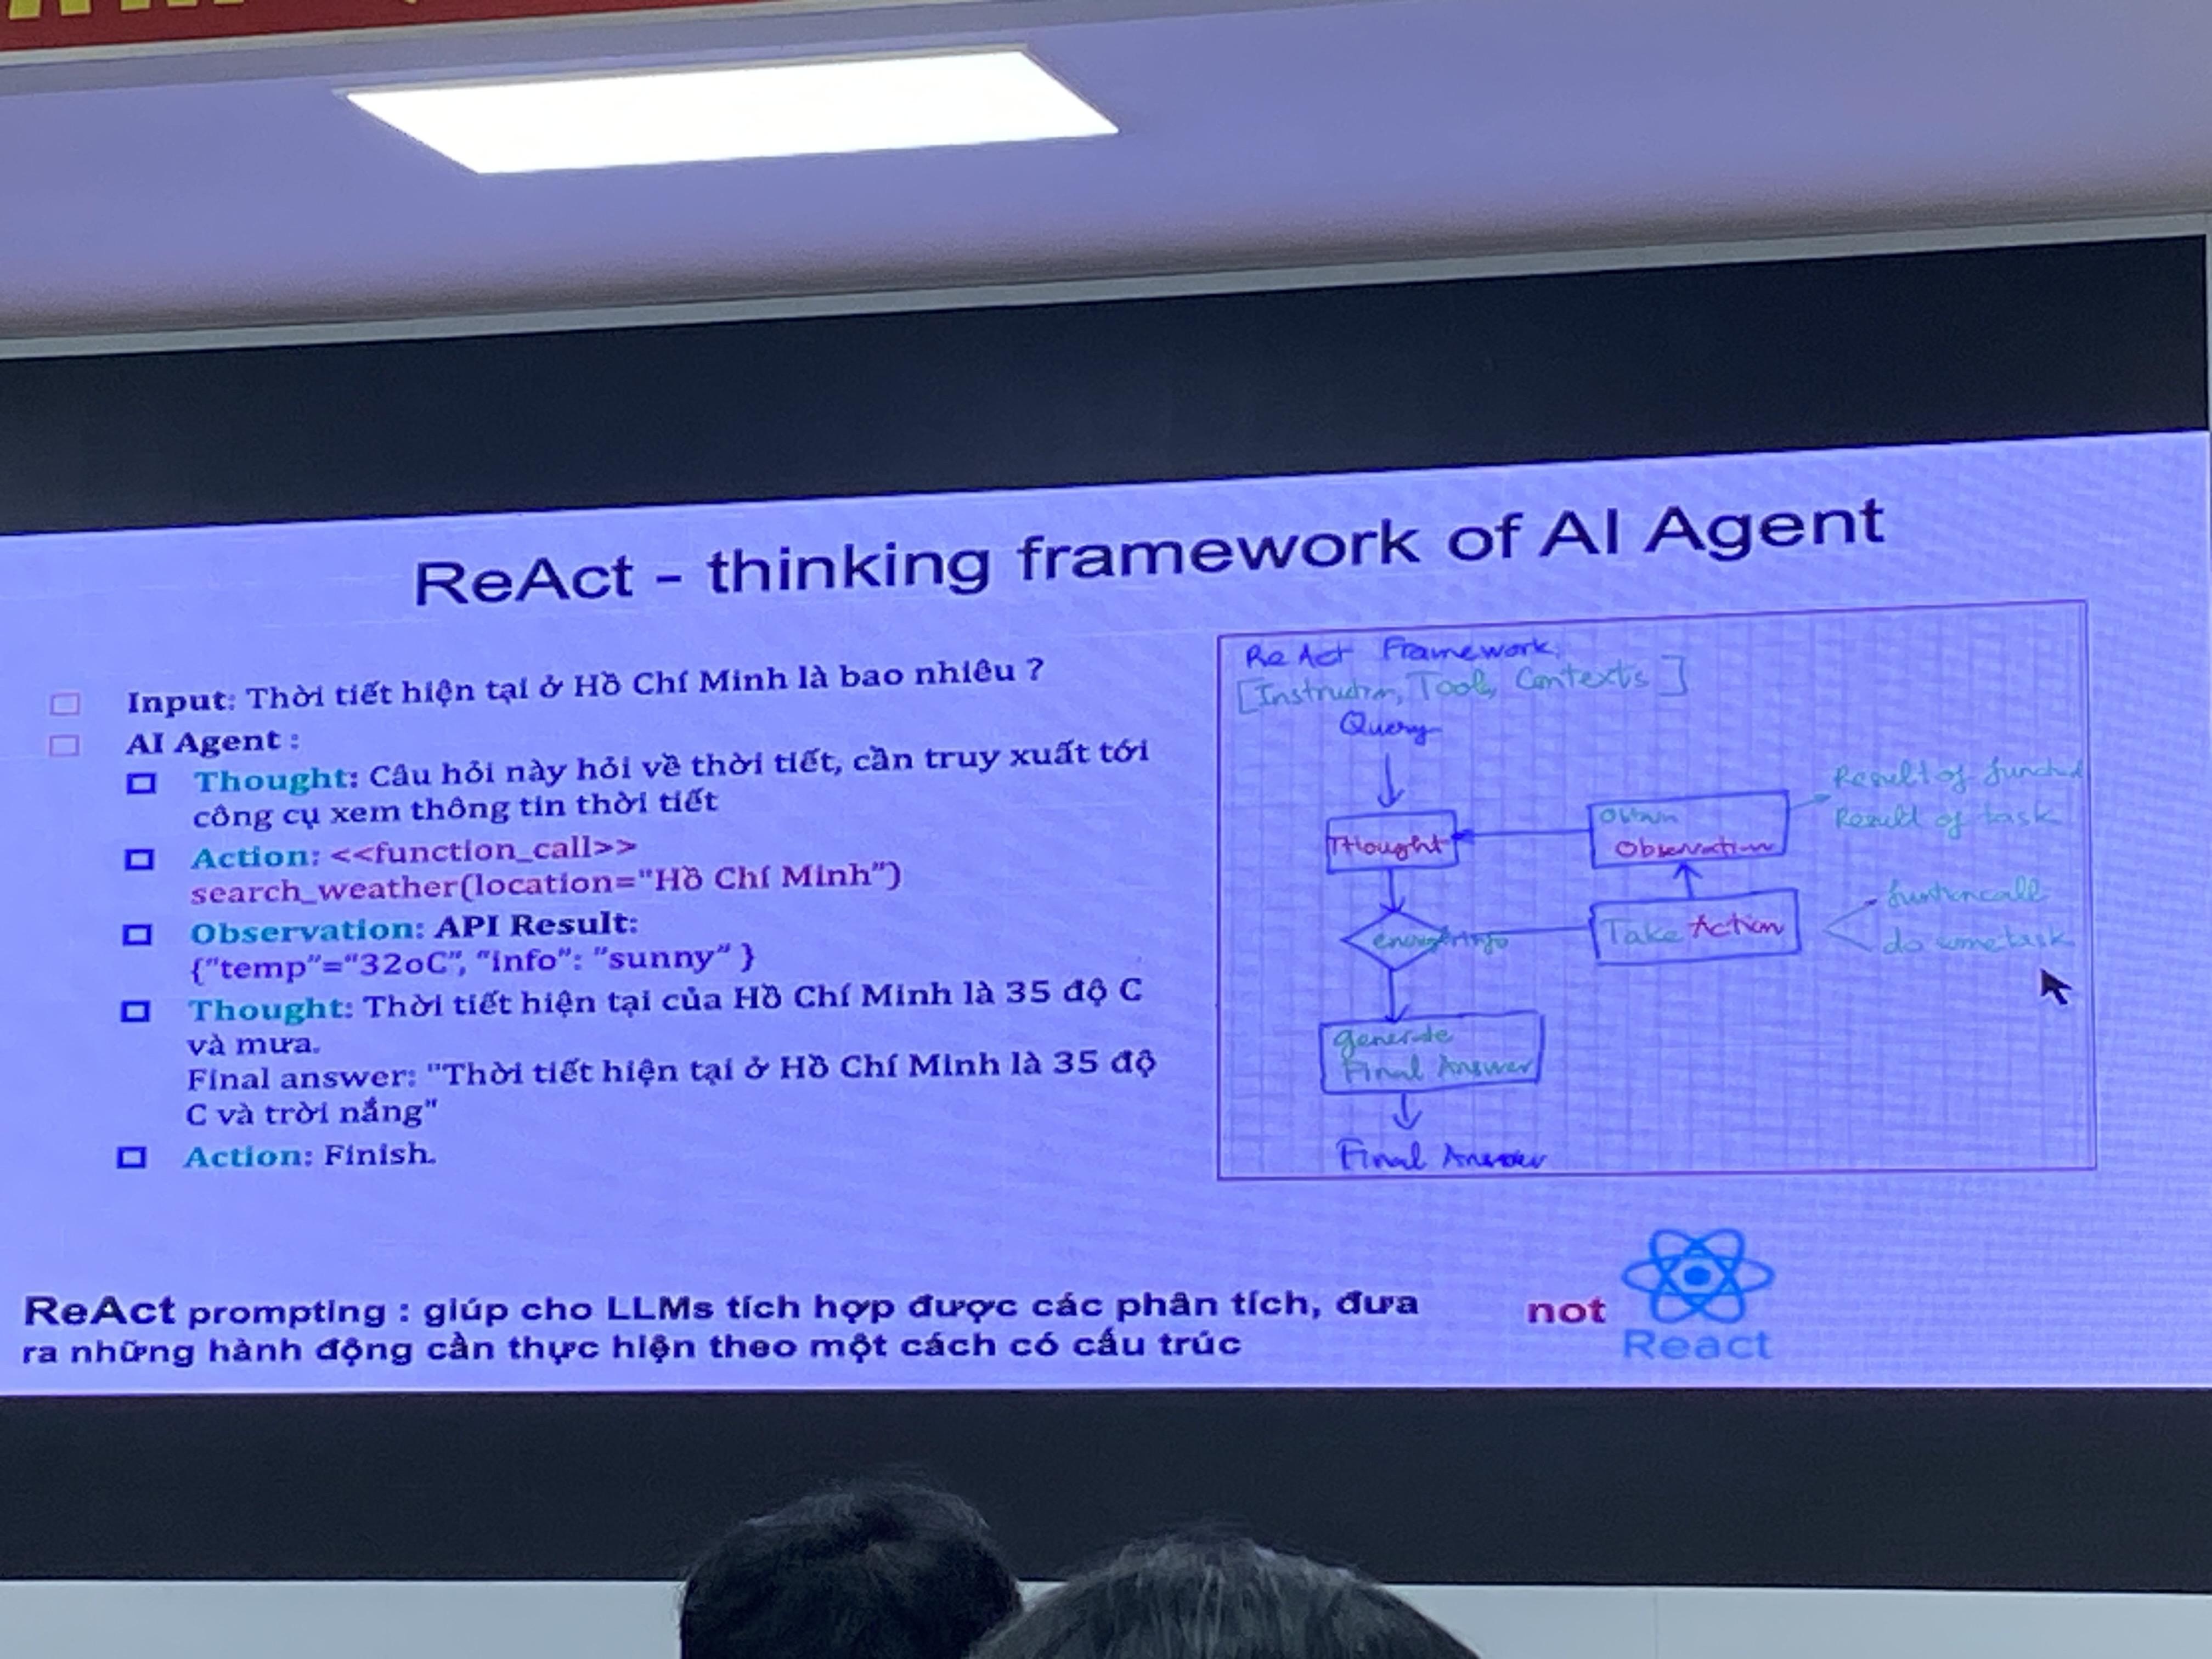 ReAct - thinking framework of AI Agent
Input: Thời tiết hiện tại ở Hồ Chí Minh là bao nhiêu ?
AI Agent :
Thought: Câu hỏi này hỏi về thời tiết, cần truy xuất tới
công cụ xem thông tin thời tiết
Action: <<function_call>>
search_weather(location="Hồ Chí Minh")
Observation: API Result:
{"temp"="32oC", "info": "sunny" }
Thought: Thời tiết hiện tại của Hồ Chí Minh là 35 độ C
và mưa.
Final answer: "Thời tiết hiện tại ở Hồ Chí Minh là 35 độ
C và trời nắng"
Action: Finish.
ReAct Framework
[Instruction, Tools, Contexts]
Query
Thought
Observation
Result of
Result of task
enough info
Take Action
do some task
generate
Final Answer
Final Answer
ReAct prompting : giúp cho LLMs tích hợp được các phân tích, đưa
ra những hành động cần thực hiện theo một cách có cấu trúc
not
React